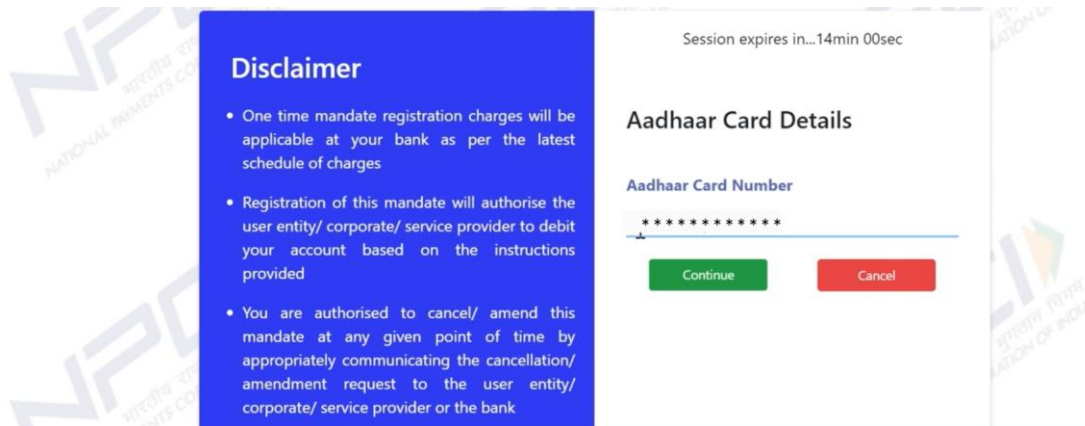 Disclaimer
• One time mandate registration charges will be
applicable at your bank as per the latest
schedule of charges
• Registration of this mandate will authorise the
user entity/ corporate/ service provider to debit
your account based on the instructions
provided
• You are authorised to cancel/ amend this
mandate at any given point of time by
appropriately communicating the cancellation/
amendment request to the user entity/
corporate/ service provider or the bank
Session expires in...14min 00sec
Aadhaar Card Details
Aadhaar Card Number
* * * * * * * * * * * *
Continue
Cancel